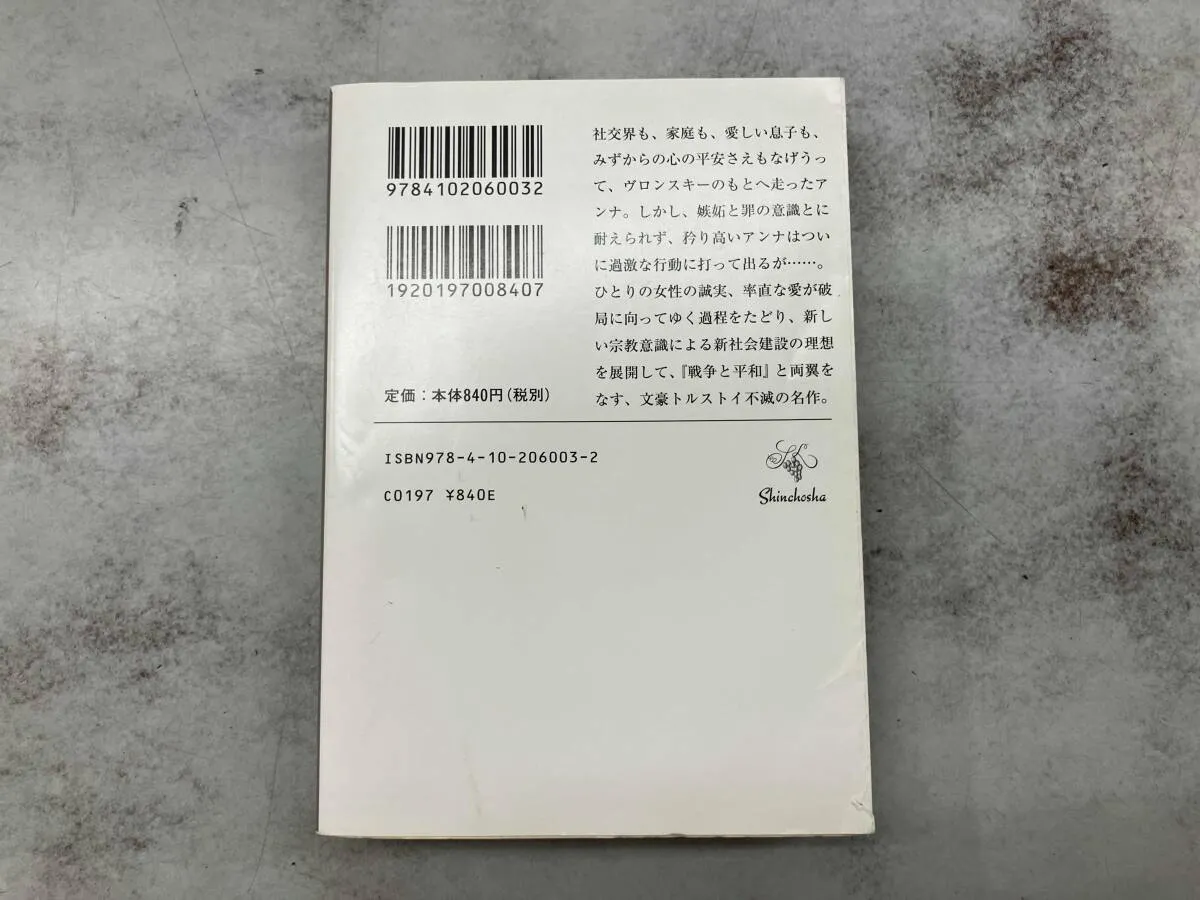 9784102060032
1920197008407
定価：本体840円(税別)
社交界も、家庭も、愛しい息子も、
みずからの心の平安さえもなげうっ
て、ヴロンスキーのもとへ走ったア
ンナ。しかし、嫉妬と罪の意識とに
耐えられず、矜り高いアンナはつい
に過激な行動に打って出るが……。
ひとりの女性の誠実、率直な愛が破
局に向ってゆく過程をたどり、新し
い宗教意識による新社会建設の理想
を展開して、『戦争と平和』と両翼を
なす、文豪トルストイ不滅の名作。
ISBN978-4-10-206003-2
C0197 ¥840E
Shinchosha